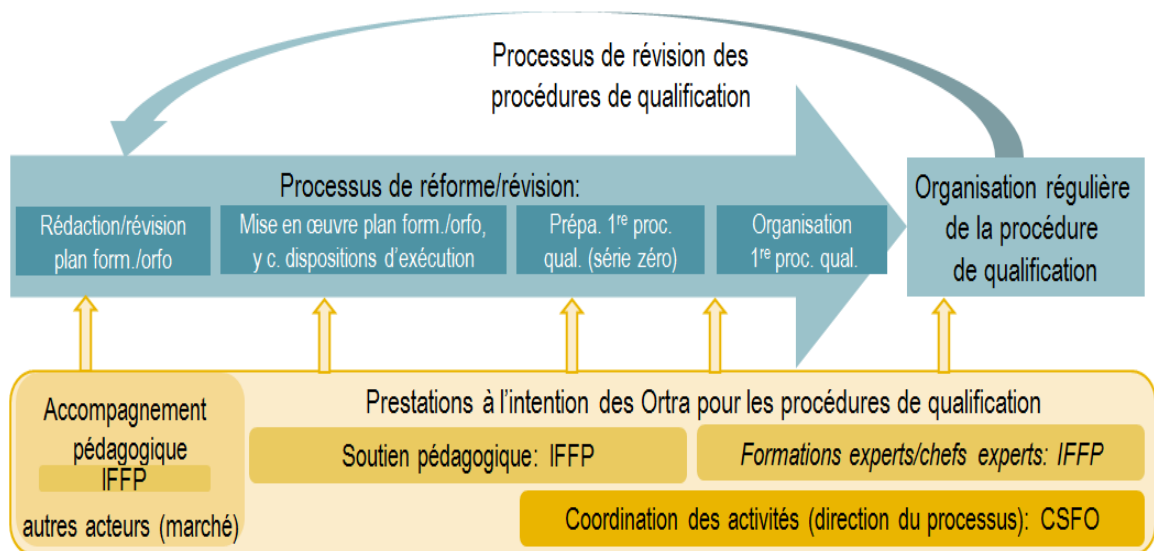 Processus de révision des
procédures de qualification
Processus de réforme/révision:
Rédaction/révision
plan form./orfo
Mise en œuvre plan form./orfo,
y c. dispositions d'exécution
Prépa. 1re proc.
qual. (série zéro)
Organisation
1re proc. qual.
Organisation régulière
de la procédure
de qualification
Accompagnement
pédagogique
IFFP
autres acteurs (marché)
Prestations à l'intention des Ortra pour les procédures de qualification
Soutien pédagogique: IFFP
Formations experts/chefs experts: IFFP
Coordination des activités (direction du processus): CSFO